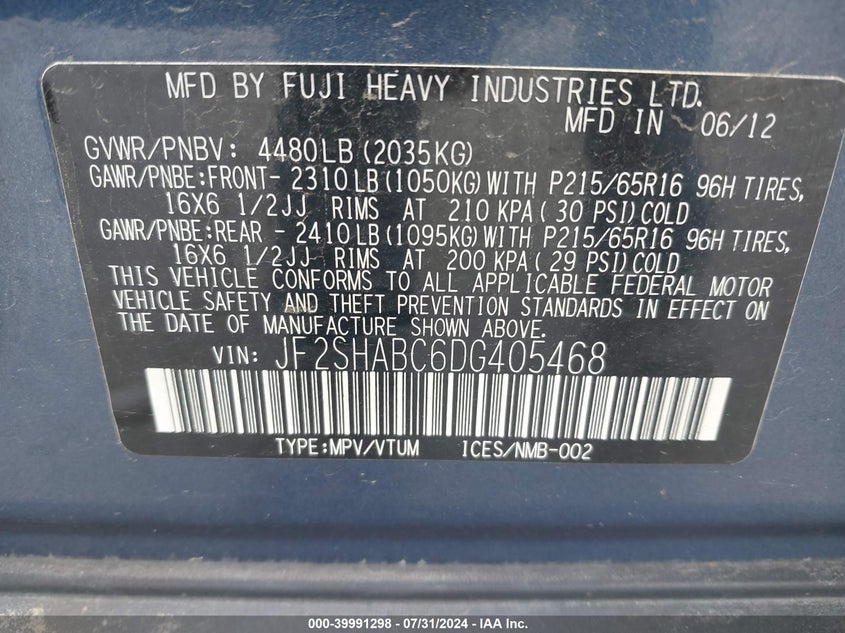 MFD BY FUJI HEAVY INDUSTRIES LTD.
MFD IN 06/12
GVWR/PNBV: 4480LB(2035KG)
GAWR/PNBE:FRONT- 2310LB(1050KG)WITH P215/65R16 96H TIRES,
16X6 1/2JJ RIMS AT 210 KPA(30 PSI)COLD
GAWR/PNBE:REAR - 2410LB(1095KG)WITH P215/65R16 96H TIRES,
16X6 1/2JJ RIMS AT 200 KPA(29 PSI)COLD
THIS VEHICLE CONFORMS TO ALL APPLICABLE FEDERAL MOTOR
VEHICLE SAFETY AND THEFT PREVENTION STANDARDS IN EFFECT ON
THE DATE OF MANUFACTURE SHOWN ABOVE.
VIN: JF2SHABC6DG405468
TYPE:MPV/VTUM ICES/NMB-002
000-39991298 - 07/31/2024 - IAA Inc.